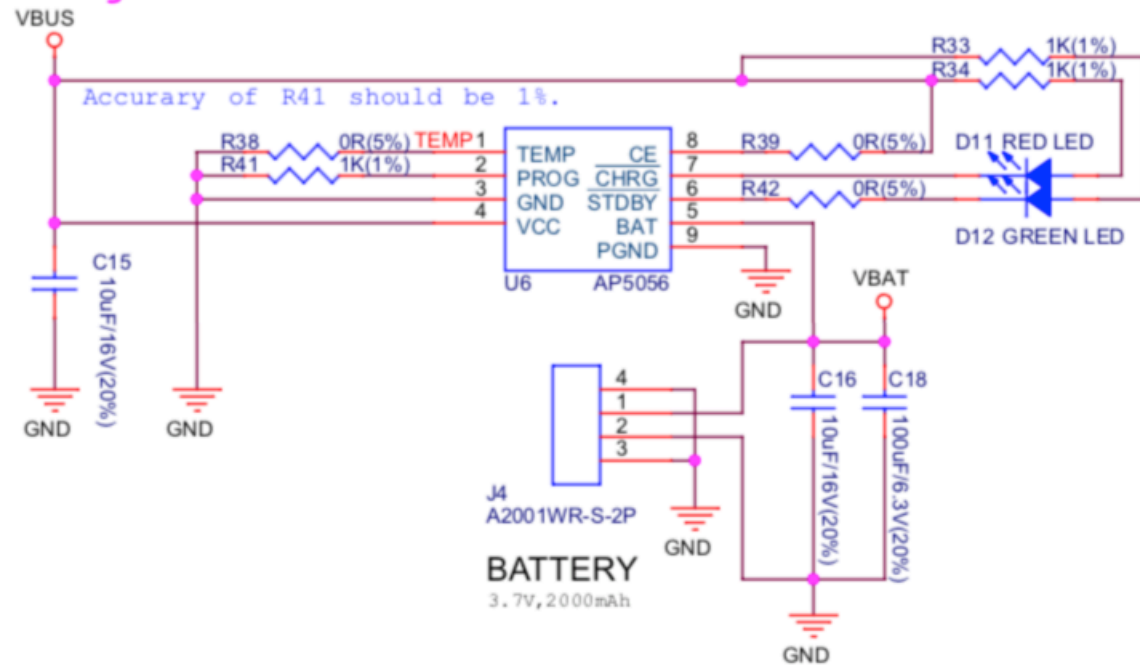 VBUS
R33 1K(1%)
R34 1K(1%)
Accurary of R41 should be 1%.
R38 0R(5%) TEMP 1 TEMP CE 8 R39 0R(5%) D11 RED LED
R41 1K(1%) 2 PROG CHRG 7
3 GND STDBY 6 R42 0R(5%)
4 VCC BAT 5
PGND 9
D12 GREEN LED
U6 AP5056
C15
10uF/16V(20%)
GND
VBAT
GND
GND
4
1
2
3
C16
10uF/16V(20%)
C18
100uF/6.3V(20%)
J4
A2001WR-S-2P
GND
BATTERY
3.7V,2000mAh
GND